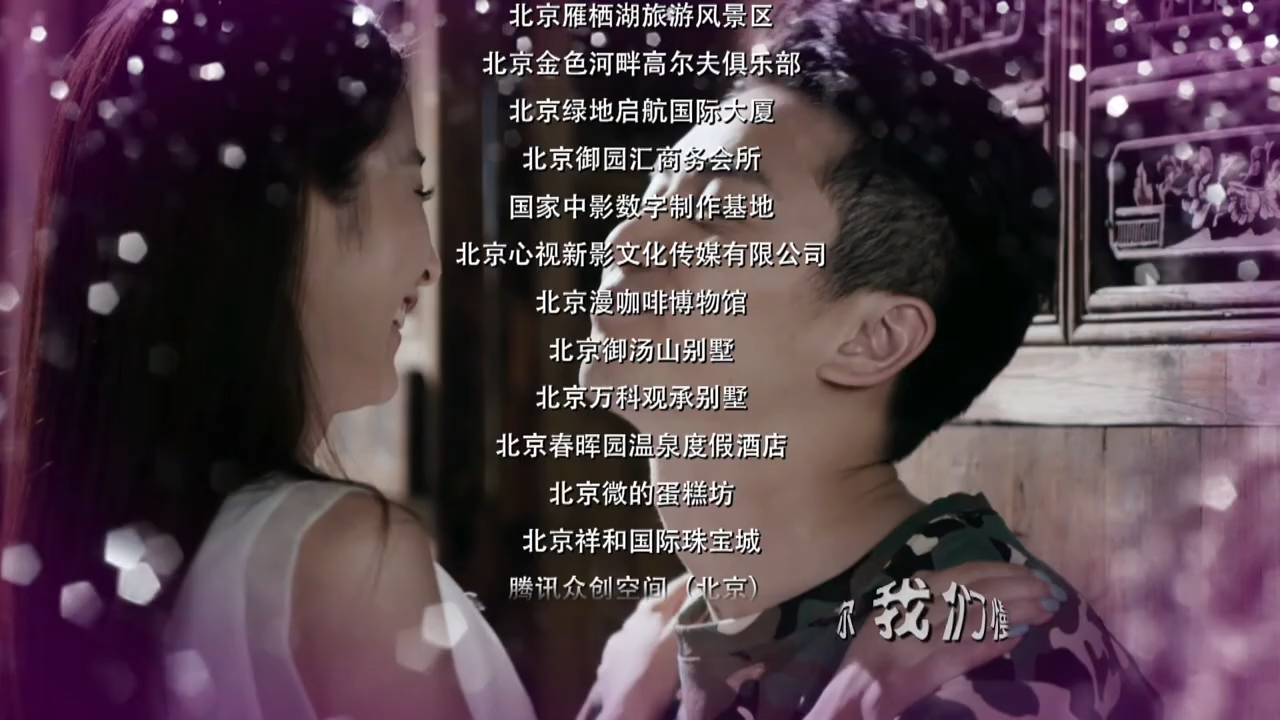 北京雁栖湖旅游风景区
北京金色河畔高尔夫俱乐部
北京绿地启航国际大厦
北京御园汇商务会所
国家中影数字制作基地
北京心视新影文化传媒有限公司
北京漫咖啡博物馆
北京御汤山别墅
北京万科观承别墅
北京春晖园温泉度假酒店
北京微的蛋糕坊
北京祥和国际珠宝城
腾讯众创空间（北京）
尔 我们